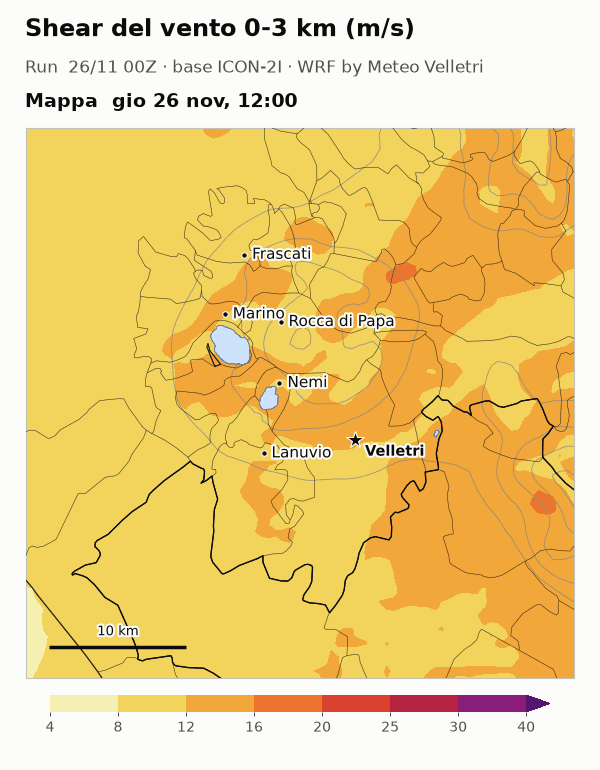 Shear del vento 0-3 km (m/s)
Run  26/11 00Z · base ICON-2I · WRF by Meteo Velletri
Mappa  gio 26 nov, 12:00
Frascati
Marino
Rocca di Papa
Nemi
Velletri
Lanuvio
10 km
4 8 12 16 20 25 30 40